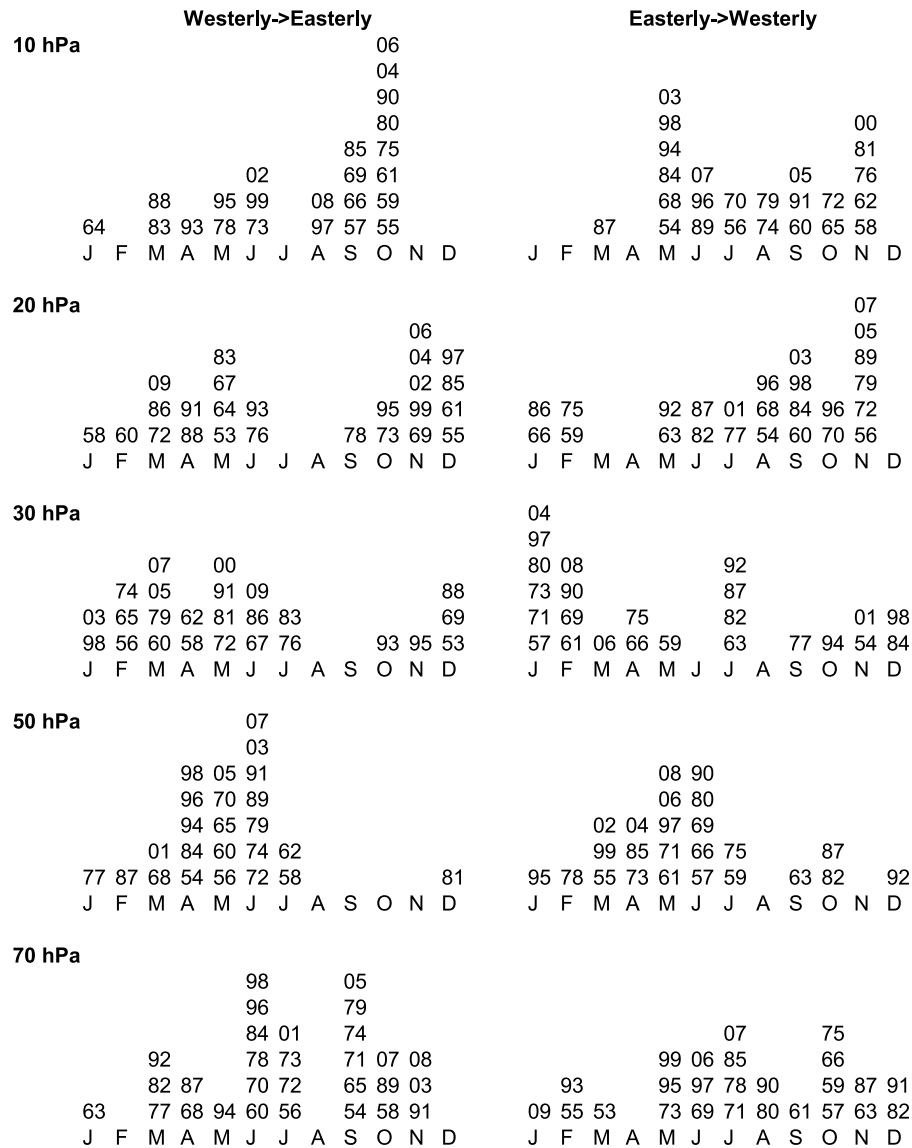 Westerly->Easterly Easterly->Westerly
10 hPa 06
04
90 03
80 98 00
85 75 94 81
02 69 61 84 07 05 76
88 95 99 08 66 59 68 96 70 79 91 72 62
64 83 93 78 73 97 57 55 87 54 89 56 74 60 65 58
J F M A M J J A S O N D J F M A M J J A S O N D
20 hPa 07
06 05
83 04 97 03 89
09 67 02 85 96 98 79
86 91 64 93 95 99 61 86 75 92 87 01 68 84 96 72
58 60 72 88 53 76 78 73 69 55 66 59 63 82 77 54 60 70 56
J F M A M J J A S O N D J F M A M J J A S O N D
30 hPa 04
97
07 00 80 08 92
74 05 91 09 88 73 90 87
03 65 79 62 81 86 83 69 71 69 75 82 01 98
98 56 60 58 72 67 76 93 95 53 57 61 06 66 59 63 77 94 54 84
J F M A M J J A S O N D J F M A M J J A S O N D
50 hPa 07
03
98 05 91 08 90
96 70 89 06 80
94 65 79 02 04 97 69
01 84 60 74 62 99 85 71 66 75 87
77 87 68 54 56 72 58 81 95 78 55 73 61 57 59 63 82 92
J F M A M J J A S O N D J F M A M J J A S O N D
70 hPa
98 05
96 79
84 01 74 07 75
92 78 73 71 07 08 99 06 85 66
82 87 70 72 65 89 03 93 95 97 78 90 59 87 91
63 77 68 94 60 56 54 58 91 09 55 53 73 69 71 80 61 57 63 82
J F M A M J J A S O N D J F M A M J J A S O N D